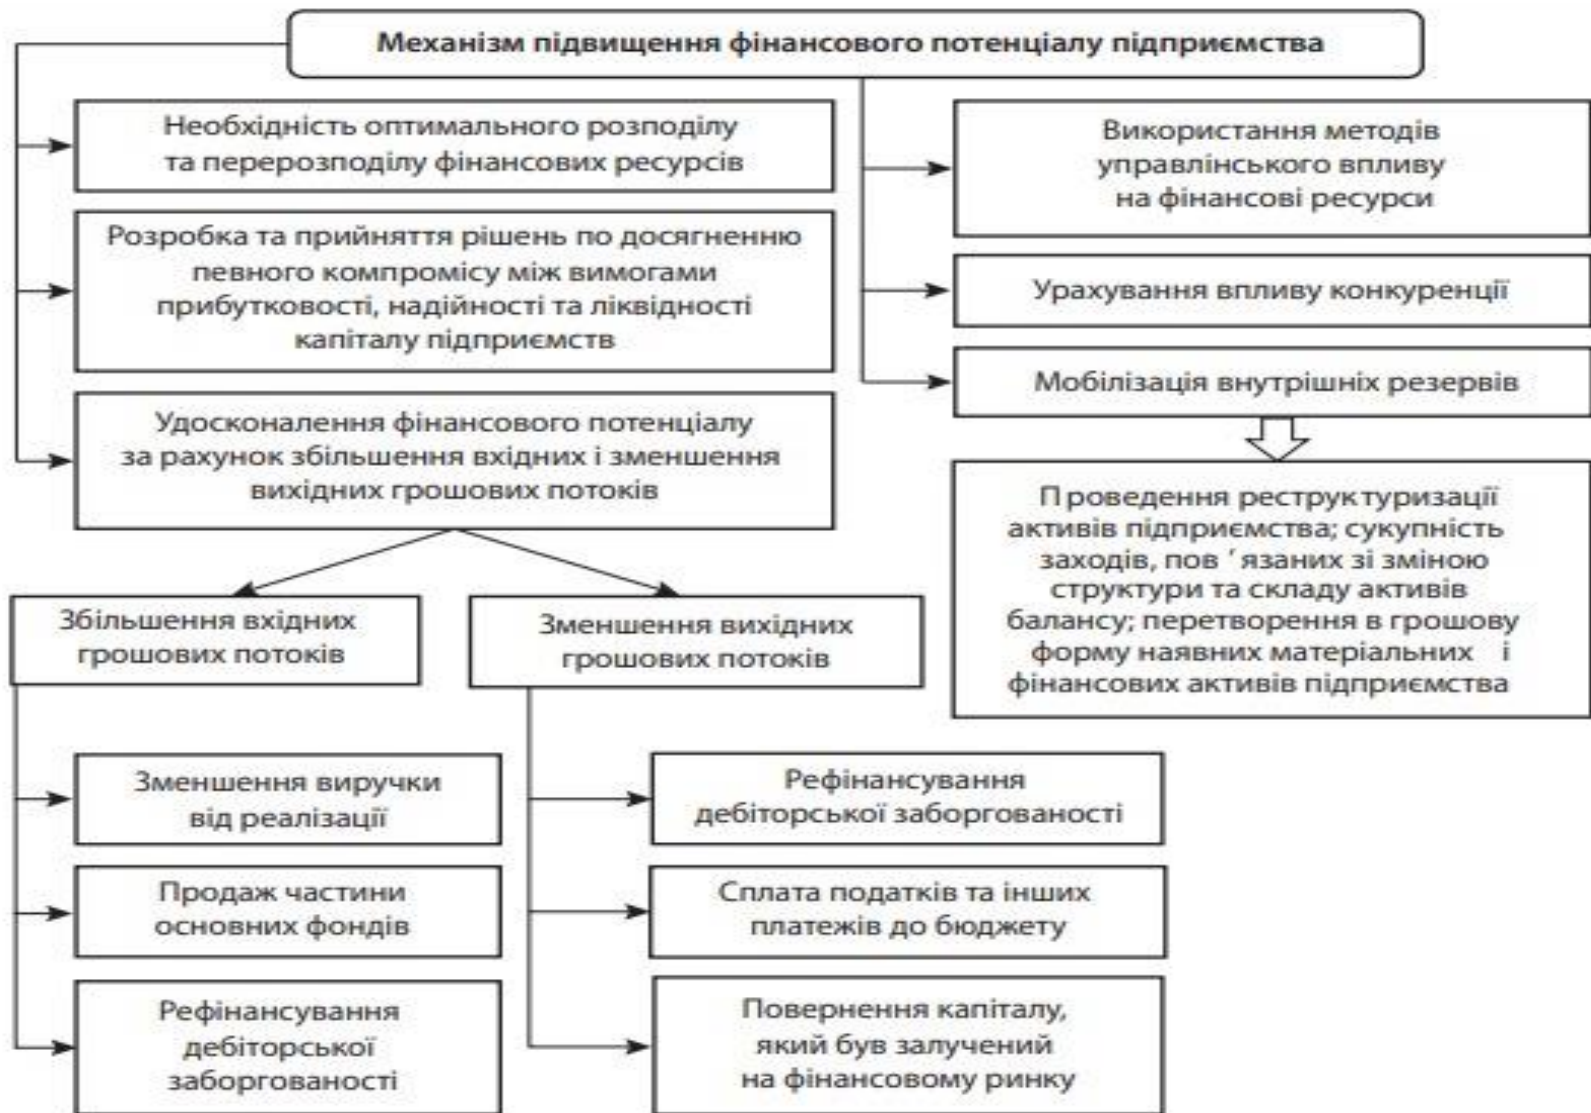 Механізм підвищення фінансового потенціалу підприємства
Необхідність оптимального розподілу
та перерозподілу фінансових ресурсів
Розробка та прийняття рішень по досягненню
певного компромісу між вимогами
прибутковості, надійності та ліквідності
капіталу підприємств
Удосконалення фінансового потенціалу
за рахунок збільшення вхідних і зменшення
вихідних грошових потоків
Використання методів
управлінського впливу
на фінансові ресурси
Урахування впливу конкуренції
Мобілізація внутрішніх резервів
Проведення реструктуризації
активів підприємства; сукупність
заходів, пов ′ язаних зі зміною
структури та складу активів
балансу; перетворення в грошову
форму наявних матеріальних і
фінансових активів підприємства
Збільшення вхідних
грошових потоків
Зменшення вихідних
грошових потоків
Зменшення виручки
від реалізації
Продаж частини
основних фондів
Рефінансування
дебіторської
заборгованості
Рефінансування
дебіторської заборгованості
Сплата податків та інших
платежів до бюджету
Повернення капіталу,
який був залучений
на фінансовому ринку